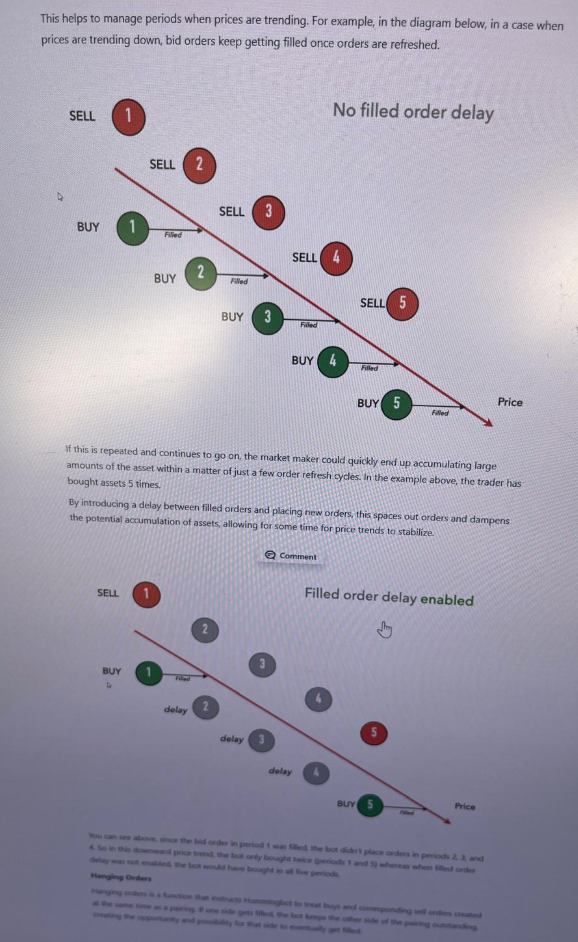 This helps to manage periods when prices are trending. For example, in the diagram below, in a case when
prices are trending down, bid orders keep getting filled once orders are refreshed.
No filled order delay
SELL 1
SELL 2
SELL 3
BUY 1 Filled
SELL 4
BUY 2 Filled
SELL 5
BUY 3 Filled
BUY 4 Filled
BUY 5 Filled
Price
If this is repeated and continues to go on, the market maker could quickly end up accumulating large
amounts of the asset within a matter of just a few order refresh cycles. In the example above, the trader has
bought assets 5 times.
By introducing a delay between filled orders and placing new orders, this spaces out orders and dampens
the potential accumulation of assets, allowing for some time for price trends to stabilize.
Comment
Filled order delay enabled
SELL 1
2
3
BUY 1 Filled
4
delay 2
5
delay 3
delay 4
BUY 5 Filled
Price
You can see above, since the bid order in period 1 was filled, the bot didn't place orders in periods 2, 3, and
4. So in this downward price trend, the bot only bought twice (periods 1 and 5) whereas when filled order
delay was not enabled, the bot would have bought in all five periods.
Hanging Orders
Hanging orders is a function that instructs Hummingbot to treat buys and corresponding sell orders created
at the same time as a pairing. If one side gets filled, the bot keeps the other side of the pairing outstanding,
creating the opportunity and possibility for that side to eventually get filled.